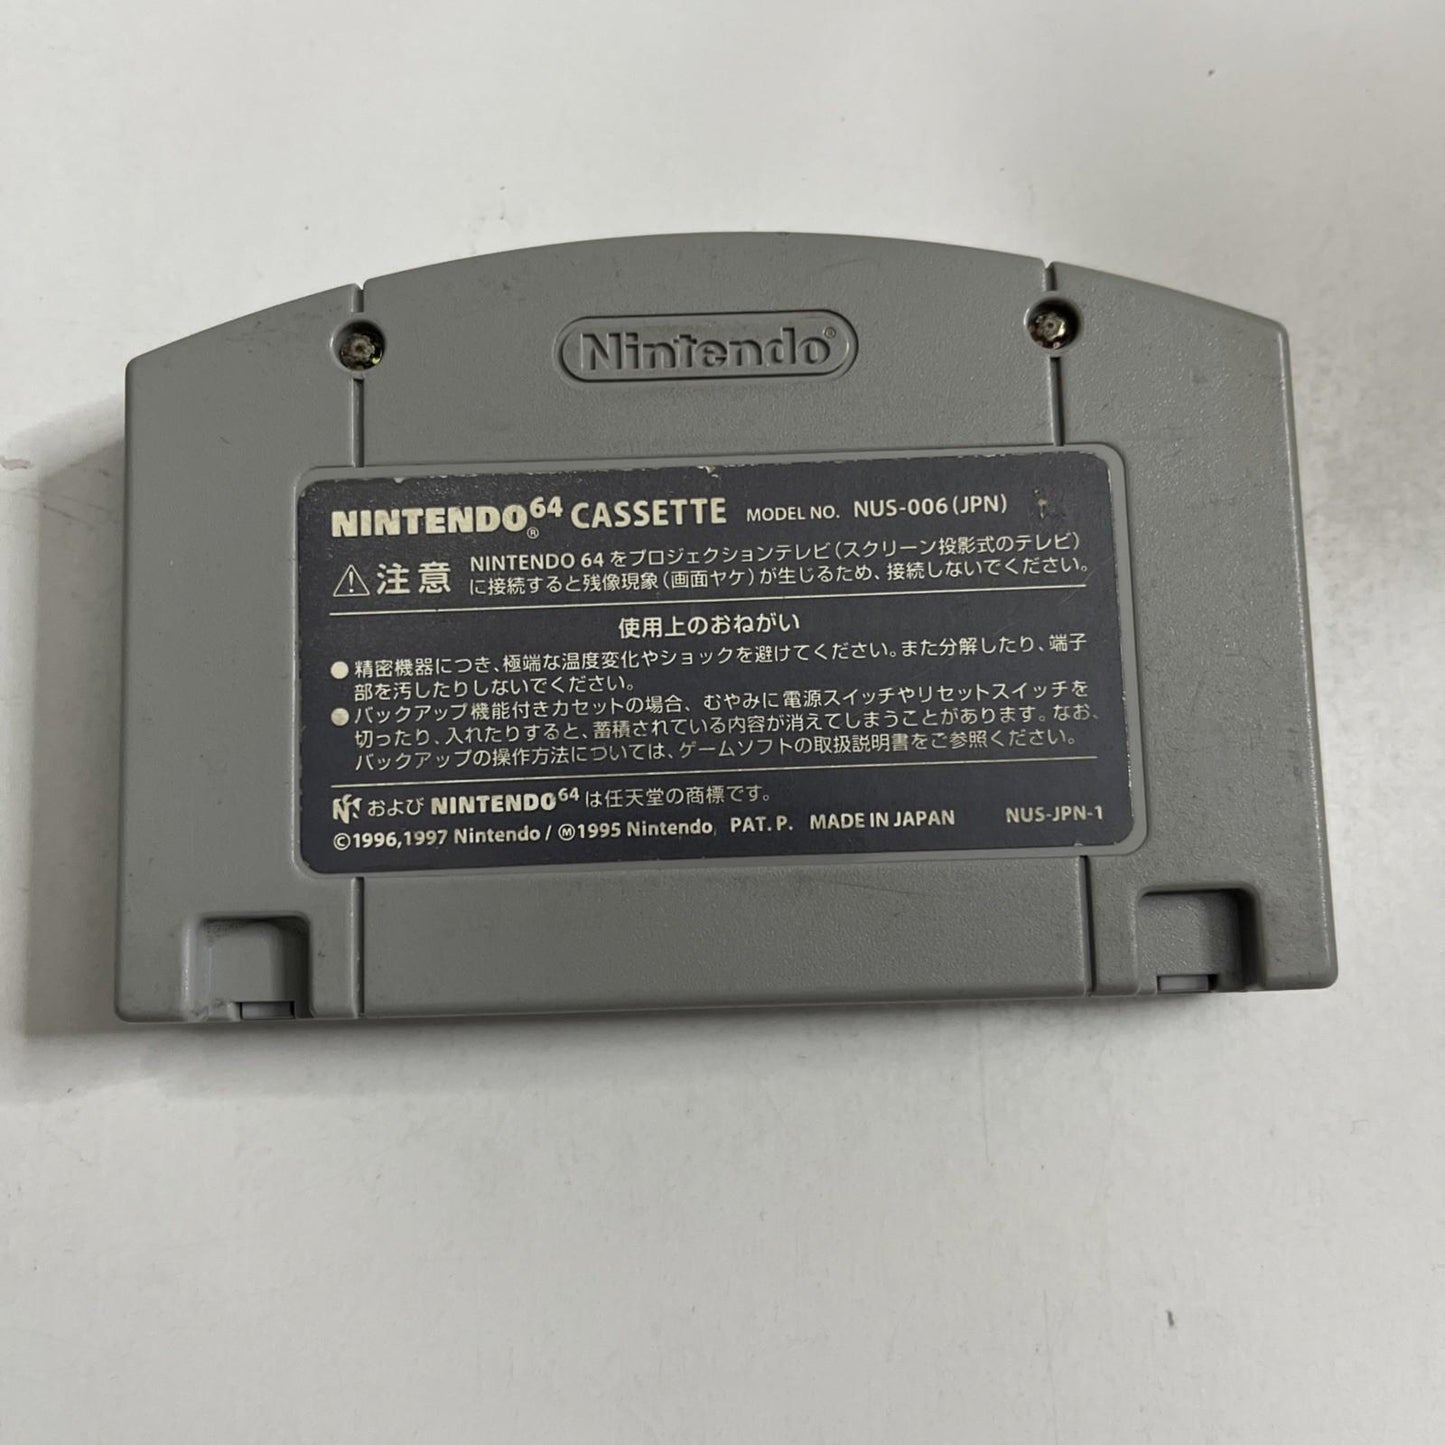 Nintendo®
NINTENDO64® CASSETTE MODEL NO. NUS-006(JPN)
⚠注意 NINTENDO 64をプロジェクションテレビ(スクリーン投影式のテレビ)
に接続すると残像現象(画面ヤケ)が生じるため、接続しないでください。
使用上のおねがい
●精密機器につき、極端な温度変化やショックを避けてください。また分解したり、端子
部を汚したりしないでください。
●バックアップ機能付きカセットの場合、むやみに電源スイッチやリセットスイッチを
切ったり、入れたりすると、蓄積されている内容が消えてしまうことがあります。なお、
バックアップの操作方法については、ゲームソフトの取扱説明書をご参照ください。
および NINTENDO64 は任天堂の商標です。
©1996,1997 Nintendo / Ⓜ1995 Nintendo, PAT. P. MADE IN JAPAN NUS-JPN-1